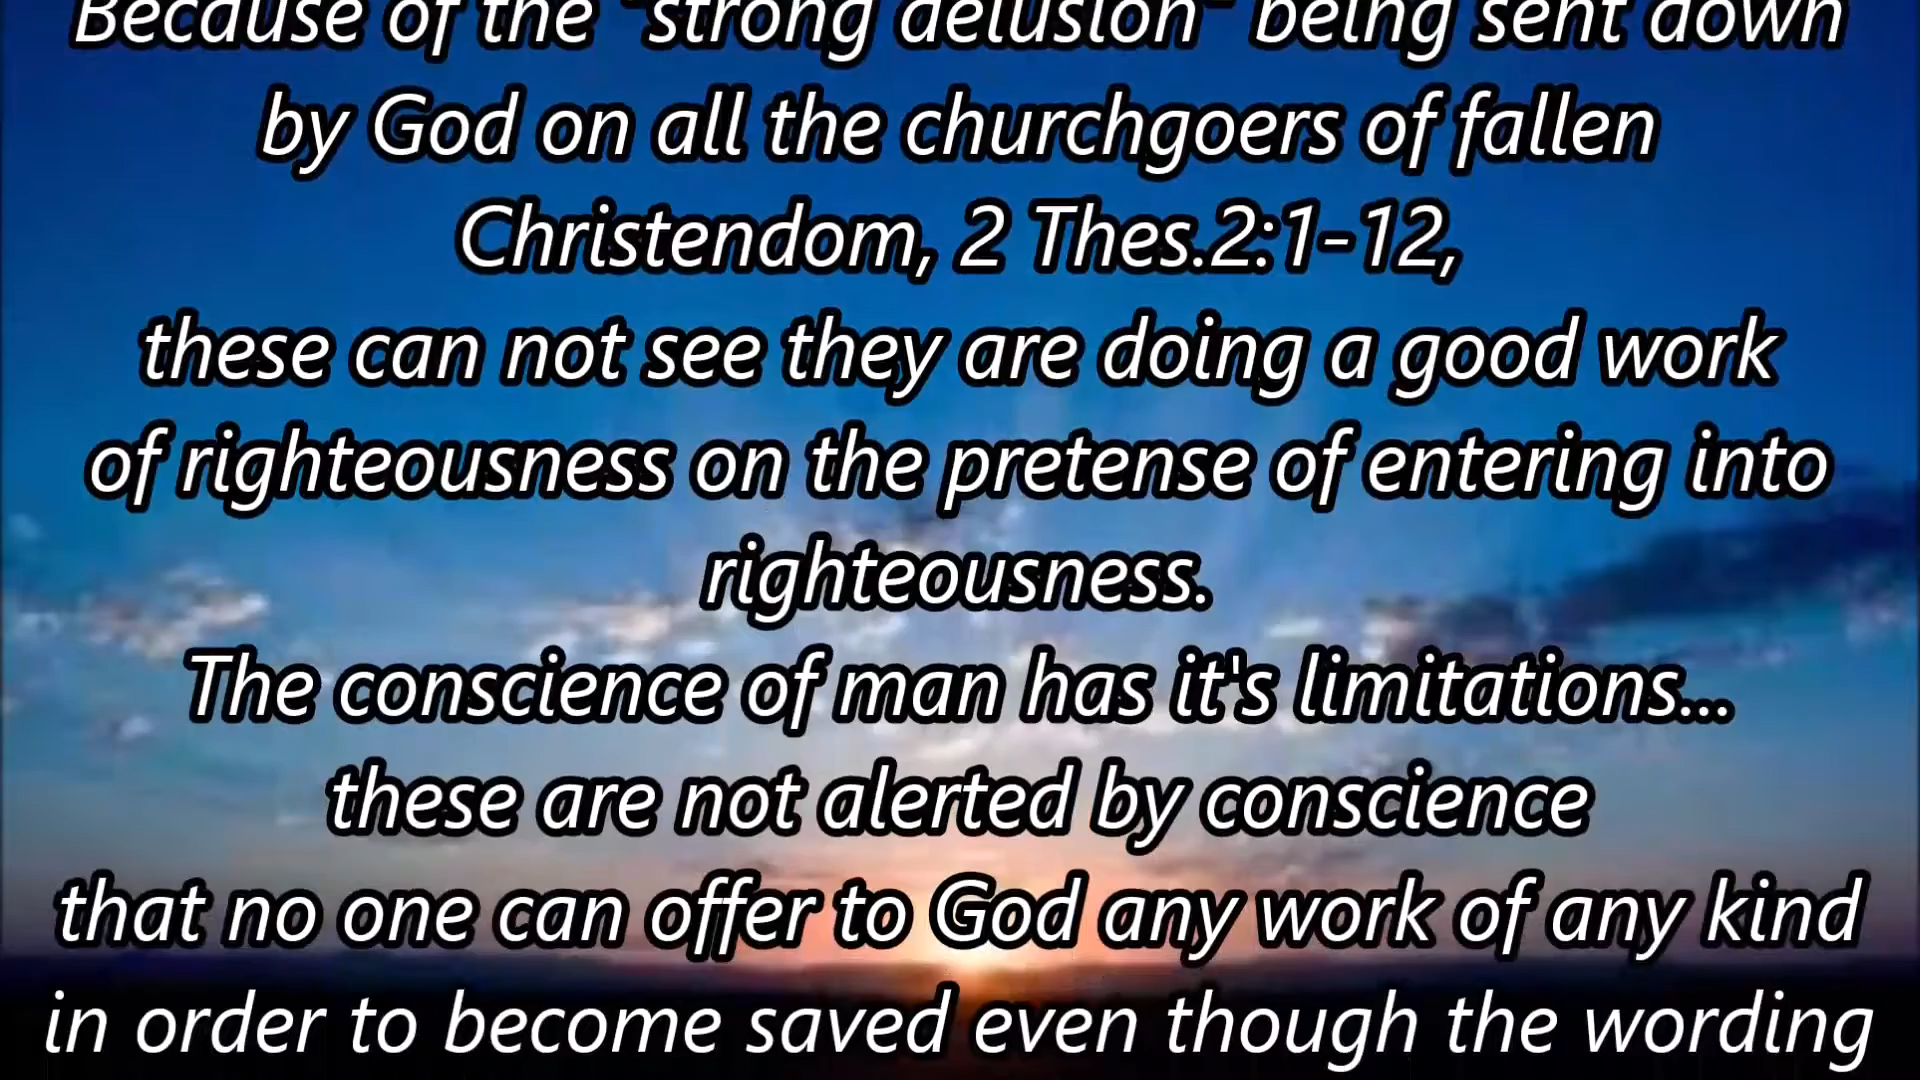 Because of the "strong delusion" being sent down
by God on all the churchgoers of fallen
Christendom, 2 Thes.2:1-12,
these can not see they are doing a good work
of righteousness on the pretense of entering into
righteousness.
The conscience of man has it's limitations...
these are not alerted by conscience
that no one can offer to God any work of any kind
in order to become saved even though the wording